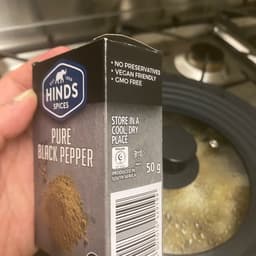 HINDS
SPICES
PURE
BLACK PEPPER
• NO PRESERVATIVES
• VEGAN FRIENDLY
• GMO FREE
STORE IN A
COOL, DRY
PLACE
PRODUCED IN
SOUTH AFRICA
50 g